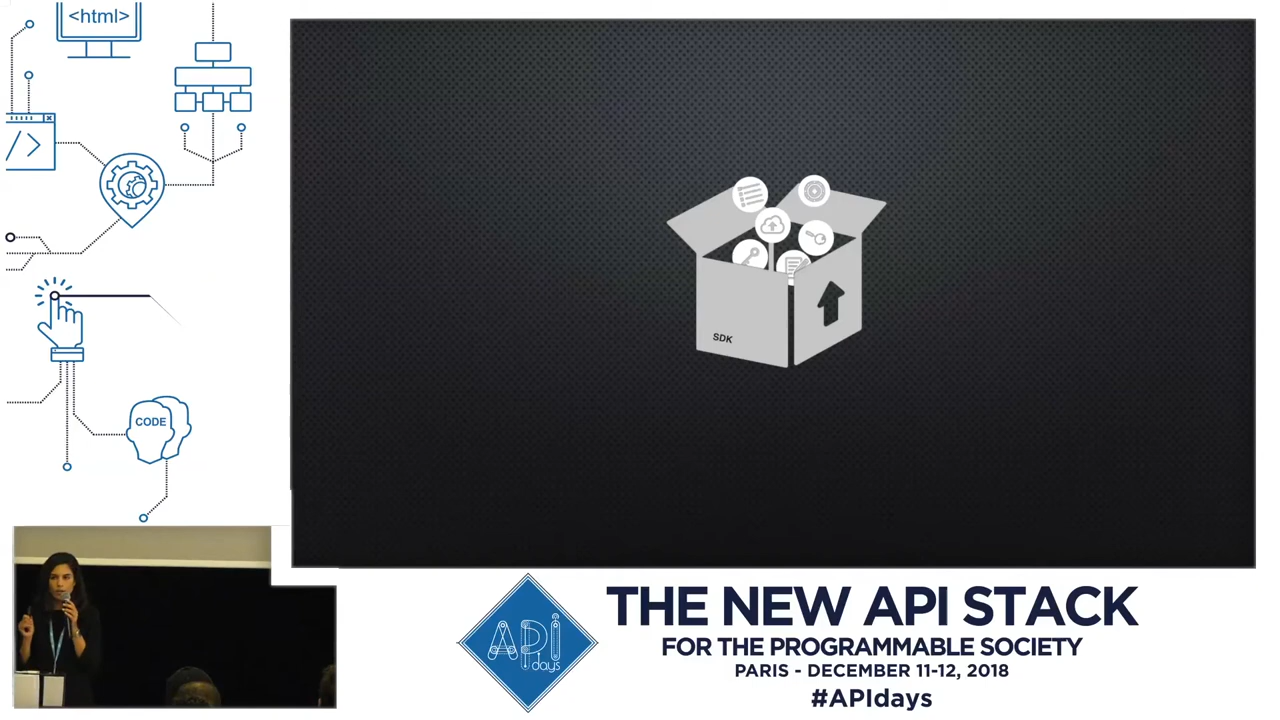 <html>
</>
CODE
SDK
API
days
THE NEW API STACK
FOR THE PROGRAMMABLE SOCIETY
PARIS - DECEMBER 11-12, 2018
#APIdays